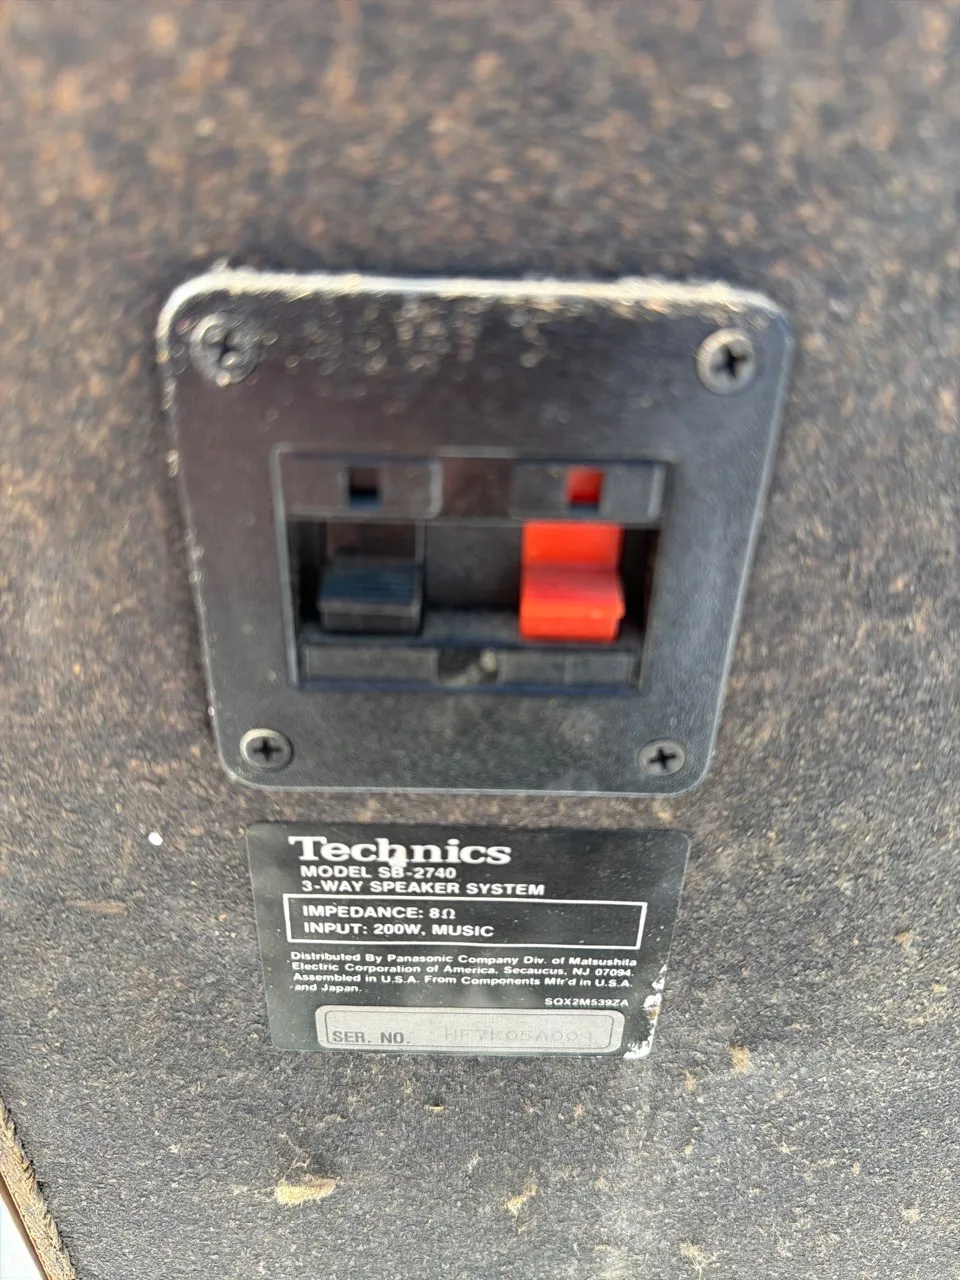 Technics
MODEL SB-2740
3-WAY SPEAKER SYSTEM
IMPEDANCE: 8Ω
INPUT: 200W, MUSIC
Distributed By Panasonic Company Div. of Matsushita
Electric Corporation of America. Secaucus, NJ 07094.
Assembled in U.S.A. From Components Mfr'd in U.S.A.
and Japan.
SQX2M539ZA
SER. NO.